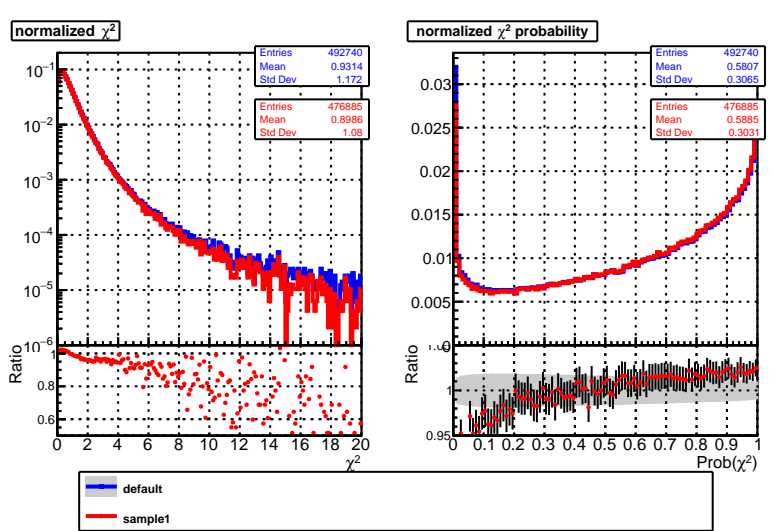 normalized χ²
Entries 492740
Mean 0.9314
Std Dev 1.172
Entries 476885
Mean 0.8986
Std Dev 1.08
10⁻¹
10⁻²
10⁻³
10⁻⁴
10⁻⁵
10⁻⁶
Ratio
1
0.8
0.6
0 2 4 6 8 10 12 14 16 18 20
χ²
normalized χ² probability
Entries 492740
Mean 0.5807
Std Dev 0.3065
Entries 476885
Mean 0.5885
Std Dev 0.3031
0.03
0.025
0.02
0.015
0.01
0.005
0
Ratio
1
0.95
0 0.1 0.2 0.3 0.4 0.5 0.6 0.7 0.8 0.9 1
Prob(χ²)
default
sample1